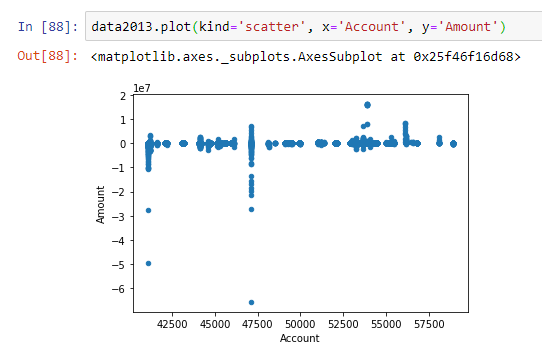 In [88]: data2013.plot(kind='scatter', x='Account', y='Amount')
Out[88]: <matplotlib.axes._subplots.AxesSubplot at 0x25f46f16d68>
1e7
2
1
0
−1
−2
−3
−4
−5
−6
Amount
42500 45000 47500 50000 52500 55000 57500
Account